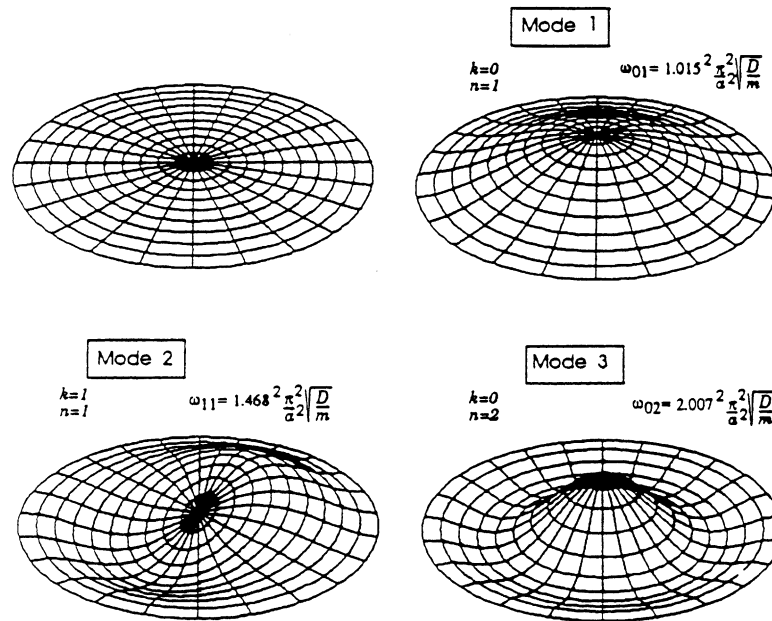 Mode 1
k=0
n=1
ω01 = 1.015² π²/a² √D/m
Mode 2
k=1
n=1
ω11 = 1.468² π²/a² √D/m
Mode 3
k=0
n=2
ω02 = 2.007² π²/a² √D/m